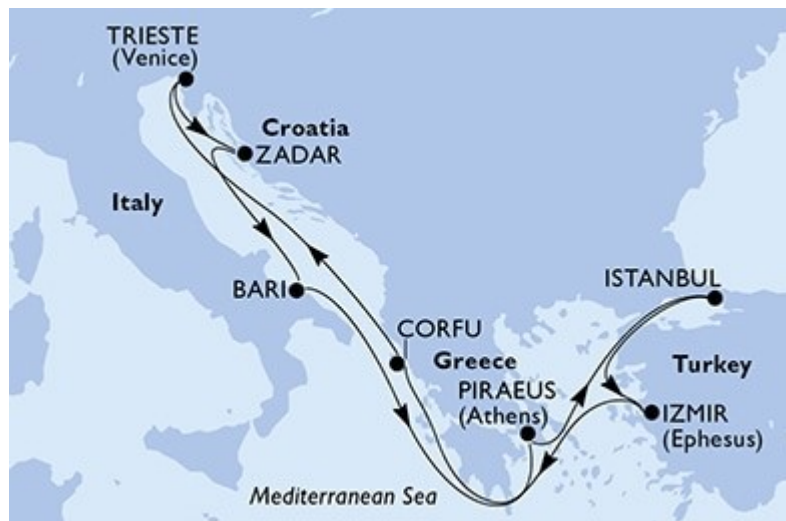 TRIESTE
(Venice)
Croatia
ZADAR
Italy
BARI
ISTANBUL
CORFU
Greece
Turkey
PIRAEUS
(Athens)
IZMIR
(Ephesus)
Mediterranean Sea